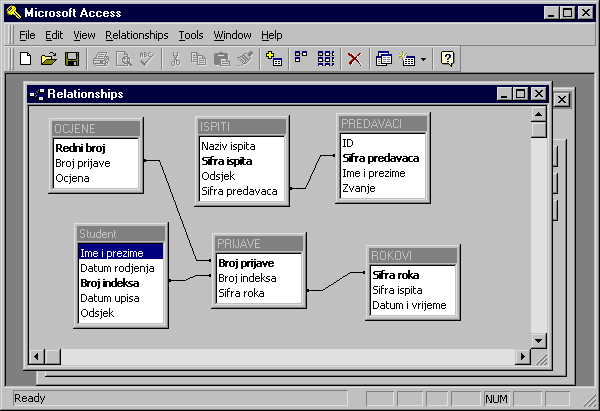 Microsoft Access
File Edit View Relationships Tools Window Help
Relationships
OCJENE
Redni broj
Broj prijave
Ocjena
ISPITI
Naziv ispita
Sifra ispita
Odsjek
Sifra predavaca
PREDAVACI
ID
Sifra predavaca
Ime i prezime
Zvanje
Student
Ime i prezime
Datum rodjenja
Broj indeksa
Datum upisa
Odsjek
PRIJAVE
Broj prijave
Broj indeksa
Sifra roka
ROKOVI
Sifra roka
Sifra ispita
Datum i vrijeme
Ready
NUM